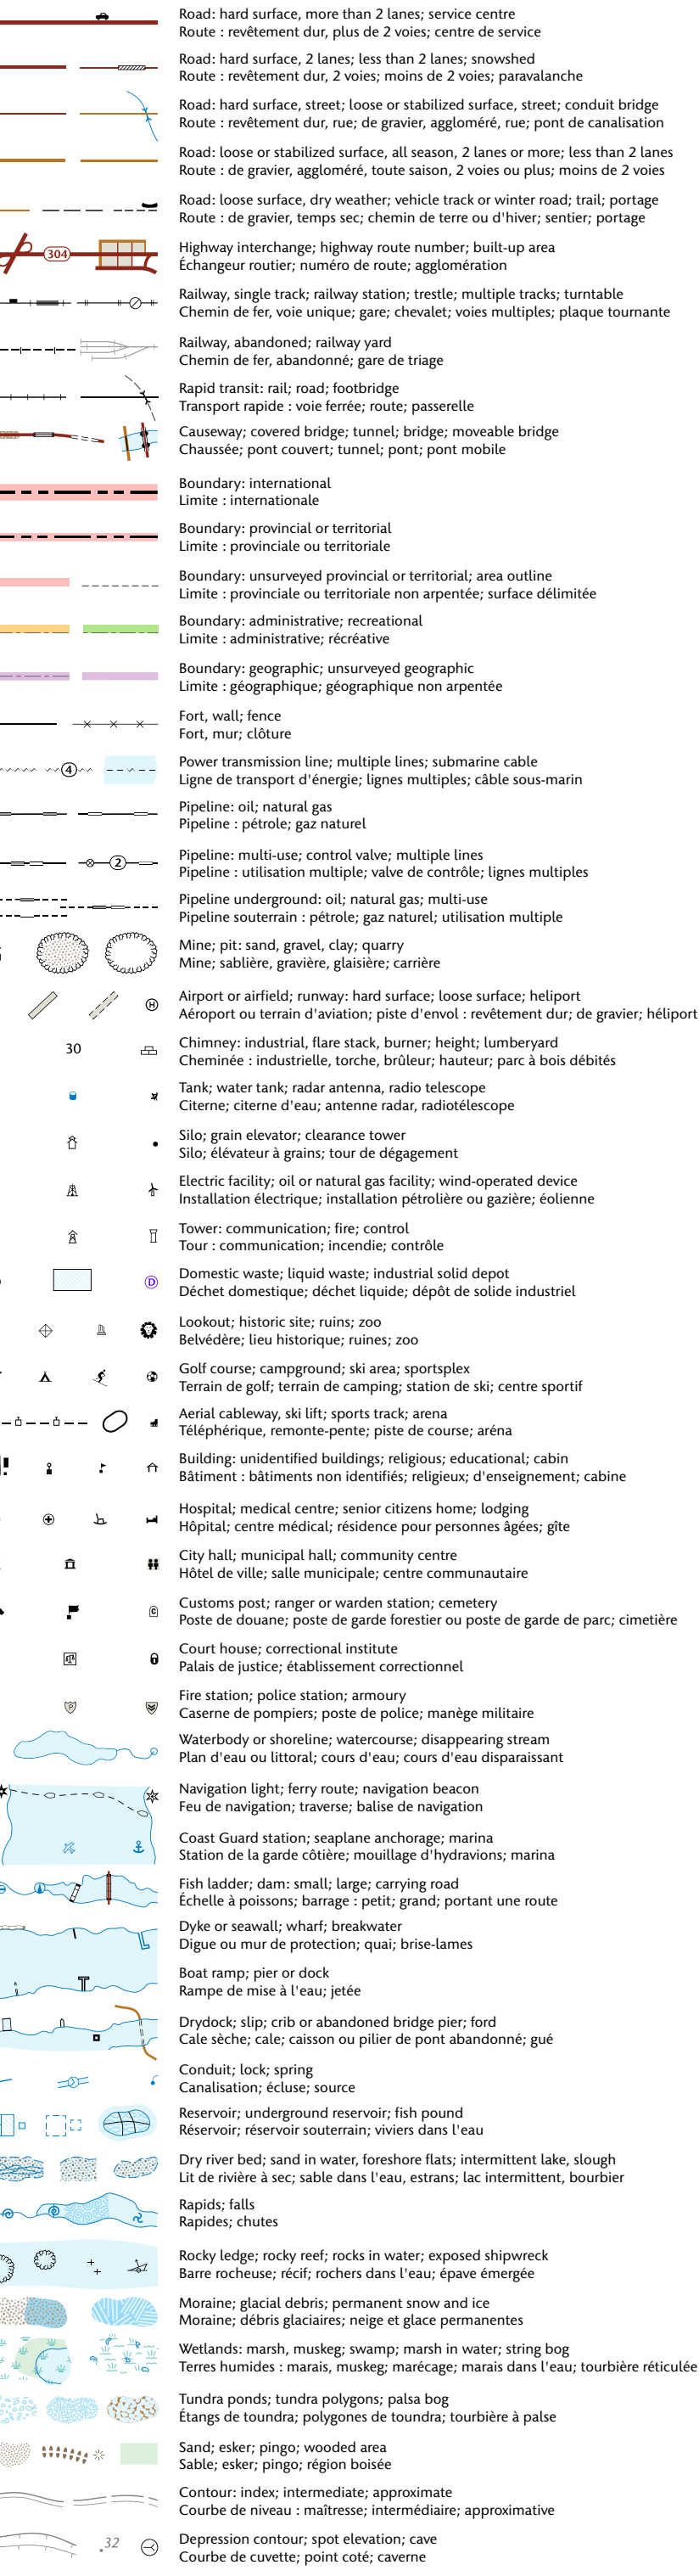 Road: hard surface, more than 2 lanes; service centre
Route : revêtement dur, plus de 2 voies; centre de service
Road: hard surface, 2 lanes; less than 2 lanes; snowshed
Route : revêtement dur, 2 voies; moins de 2 voies; paravalanche
Road: hard surface, street; loose or stabilized surface, street; conduit bridge
Route : revêtement dur, rue; de gravier, aggloméré, rue; pont de canalisation
Road: loose or stabilized surface, all season, 2 lanes or more; less than 2 lanes
Route : de gravier, aggloméré, toute saison, 2 voies ou plus; moins de 2 voies
Road: loose surface, dry weather; vehicle track or winter road; trail; portage
Route : de gravier, temps sec; chemin de terre ou d'hiver; sentier; portage
304
Highway interchange; highway route number; built-up area
Échangeur routier; numéro de route; agglomération
Railway, single track; railway station; trestle; multiple tracks; turntable
Chemin de fer, voie unique; gare; chevalet; voies multiples; plaque tournante
Railway, abandoned; railway yard
Chemin de fer, abandonné; gare de triage
Rapid transit: rail; road; footbridge
Transport rapide : voie ferrée; route; passerelle
Causeway; covered bridge; tunnel; bridge; moveable bridge
Chaussée; pont couvert; tunnel; pont; pont mobile
Boundary: international
Limite : internationale
Boundary: provincial or territorial
Limite : provinciale ou territoriale
Boundary: unsurveyed provincial or territorial; area outline
Limite : provinciale ou territoriale non arpentée; surface délimitée
Boundary: administrative; recreational
Limite : administrative; récréative
Boundary: geographic; unsurveyed geographic
Limite : géographique; géographique non arpentée
Fort, wall; fence
Fort, mur; clôture
4
Power transmission line; multiple lines; submarine cable
Ligne de transport d'énergie; lignes multiples; câble sous-marin
Pipeline: oil; natural gas
Pipeline : pétrole; gaz naturel
2
Pipeline: multi-use; control valve; multiple lines
Pipeline : utilisation multiple; valve de contrôle; lignes multiples
Pipeline underground: oil; natural gas; multi-use
Pipeline souterrain : pétrole; gaz naturel; utilisation multiple
Mine; pit: sand, gravel, clay; quarry
Mine; sablière, gravière, glaisière; carrière
H
Airport or airfield; runway: hard surface; loose surface; heliport
Aéroport ou terrain d'aviation; piste d'envol : revêtement dur; de gravier; héliport
30
Chimney: industrial, flare stack, burner; height; lumberyard
Cheminée : industrielle, torche, brûleur; hauteur; parc à bois débités
Tank; water tank; radar antenna, radio telescope
Citerne; citerne d'eau; antenne radar, radiotélescope
Silo; grain elevator; clearance tower
Silo; élévateur à grains; tour de dégagement
Electric facility; oil or natural gas facility; wind-operated device
Installation électrique; installation pétrolière ou gazière; éolienne
Tower: communication; fire; control
Tour : communication; incendie; contrôle
D
Domestic waste; liquid waste; industrial solid depot
Déchet domestique; déchet liquide; dépôt de solide industriel
Lookout; historic site; ruins; zoo
Belvédère; lieu historique; ruines; zoo
Golf course; campground; ski area; sportsplex
Terrain de golf; terrain de camping; station de ski; centre sportif
Aerial cableway, ski lift; sports track; arena
Téléphérique, remonte-pente; piste de course; aréna
Building: unidentified buildings; religious; educational; cabin
Bâtiment : bâtiments non identifiés; religieux; d'enseignement; cabine
Hospital; medical centre; senior citizens home; lodging
Hôpital; centre médical; résidence pour personnes âgées; gîte
City hall; municipal hall; community centre
Hôtel de ville; salle municipale; centre communautaire
C
Customs post; ranger or warden station; cemetery
Poste de douane; poste de garde forestier ou poste de garde de parc; cimetière
Court house; correctional institute
Palais de justice; établissement correctionnel
Fire station; police station; armoury
Caserne de pompiers; poste de police; manège militaire
Waterbody or shoreline; watercourse; disappearing stream
Plan d'eau ou littoral; cours d'eau; cours d'eau disparaissant
Navigation light; ferry route; navigation beacon
Feu de navigation; traverse; balise de navigation
Coast Guard station; seaplane anchorage; marina
Station de la garde côtière; mouillage d'hydravions; marina
Fish ladder; dam: small; large; carrying road
Échelle à poissons; barrage : petit; grand; portant une route
Dyke or seawall; wharf; breakwater
Digue ou mur de protection; quai; brise-lames
Boat ramp; pier or dock
Rampe de mise à l'eau; jetée
Drydock; slip; crib or abandoned bridge pier; ford
Cale sèche; cale; caisson ou pilier de pont abandonné; gué
Conduit; lock; spring
Canalisation; écluse; source
Reservoir; underground reservoir; fish pound
Réservoir; réservoir souterrain; viviers dans l'eau
Dry river bed; sand in water, foreshore flats; intermittent lake, slough
Lit de rivière à sec; sable dans l'eau, estrans; lac intermittent, bourbier
Rapids; falls
Rapides; chutes
Rocky ledge; rocky reef; rocks in water; exposed shipwreck
Barre rocheuse; récif; rochers dans l'eau; épave émergée
Moraine; glacial debris; permanent snow and ice
Moraine; débris glaciaires; neige et glace permanentes
Wetlands: marsh, muskeg; swamp; marsh in water; string bog
Terres humides : marais, muskeg; marécage; marais dans l'eau; tourbière réticulée
Tundra ponds; tundra polygons; palsa bog
Étangs de toundra; polygones de toundra; tourbière à palse
Sand; esker; pingo; wooded area
Sable; esker; pingo; région boisée
Contour: index; intermediate; approximate
Courbe de niveau : maîtresse; intermédiaire; approximative
.32
Depression contour; spot elevation; cave
Courbe de cuvette; point coté; caverne